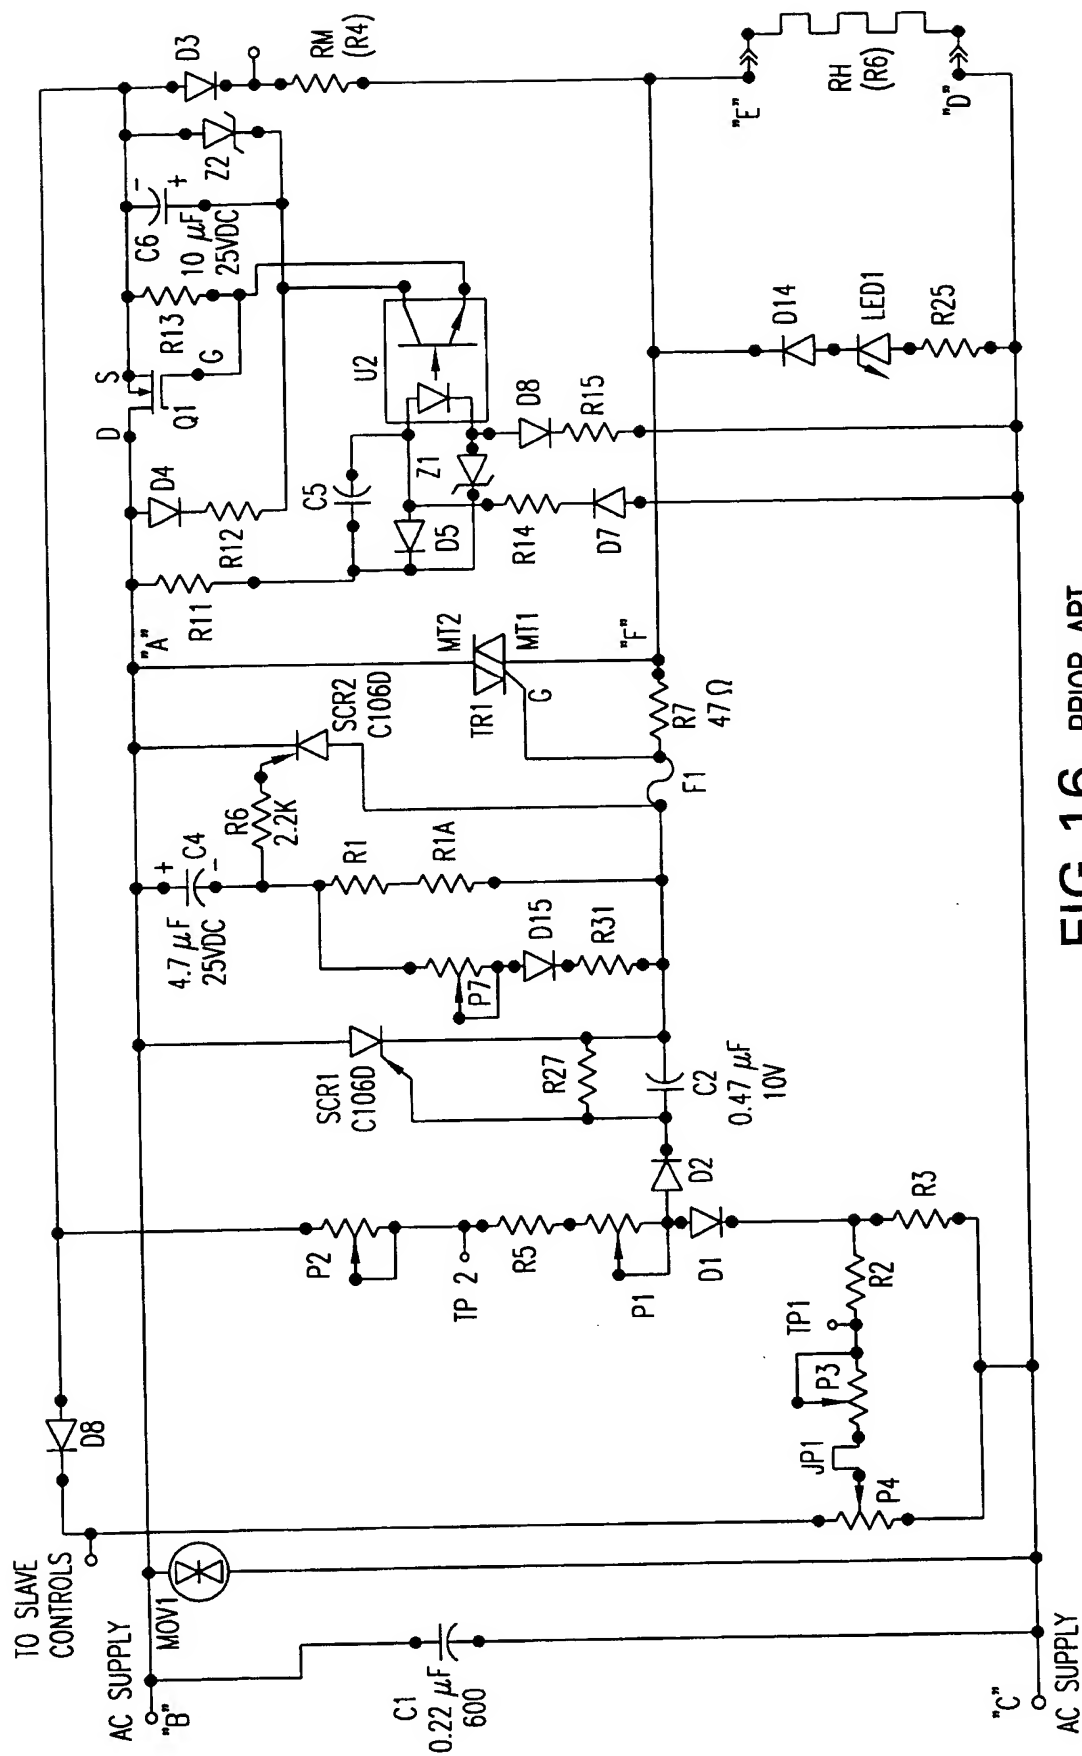 TO SLAVE
CONTROLS
AC SUPPLY
"B"
MOV1
C1
0.22 µF
600
"C"
AC SUPPLY
D8
P4
JP1
P3
TP1
R2
R3
D1
P1
R5
TP 2
P2
D2
C2
0.47 µF
10V
R27
SCR1
C106D
P7
D15
R31
R1
R1A
4.7 µF
25VDC
C4
+
-
R6
2.2K
SCR2
C106D
F1
R7
47 Ω
TR1
G
MT2
MT1
"A"
"F"
R11
R12
D4
D
S
Q1
G
R13
C5
D5
Z1
R14
D7
D8
R15
U2
C6
-
+
10 µF
25VDC
Z2
D3
RM
(R4)
D14
LED1
R25
"E"
RH
(R6)
"D"
FIG.16 PRIOR ART